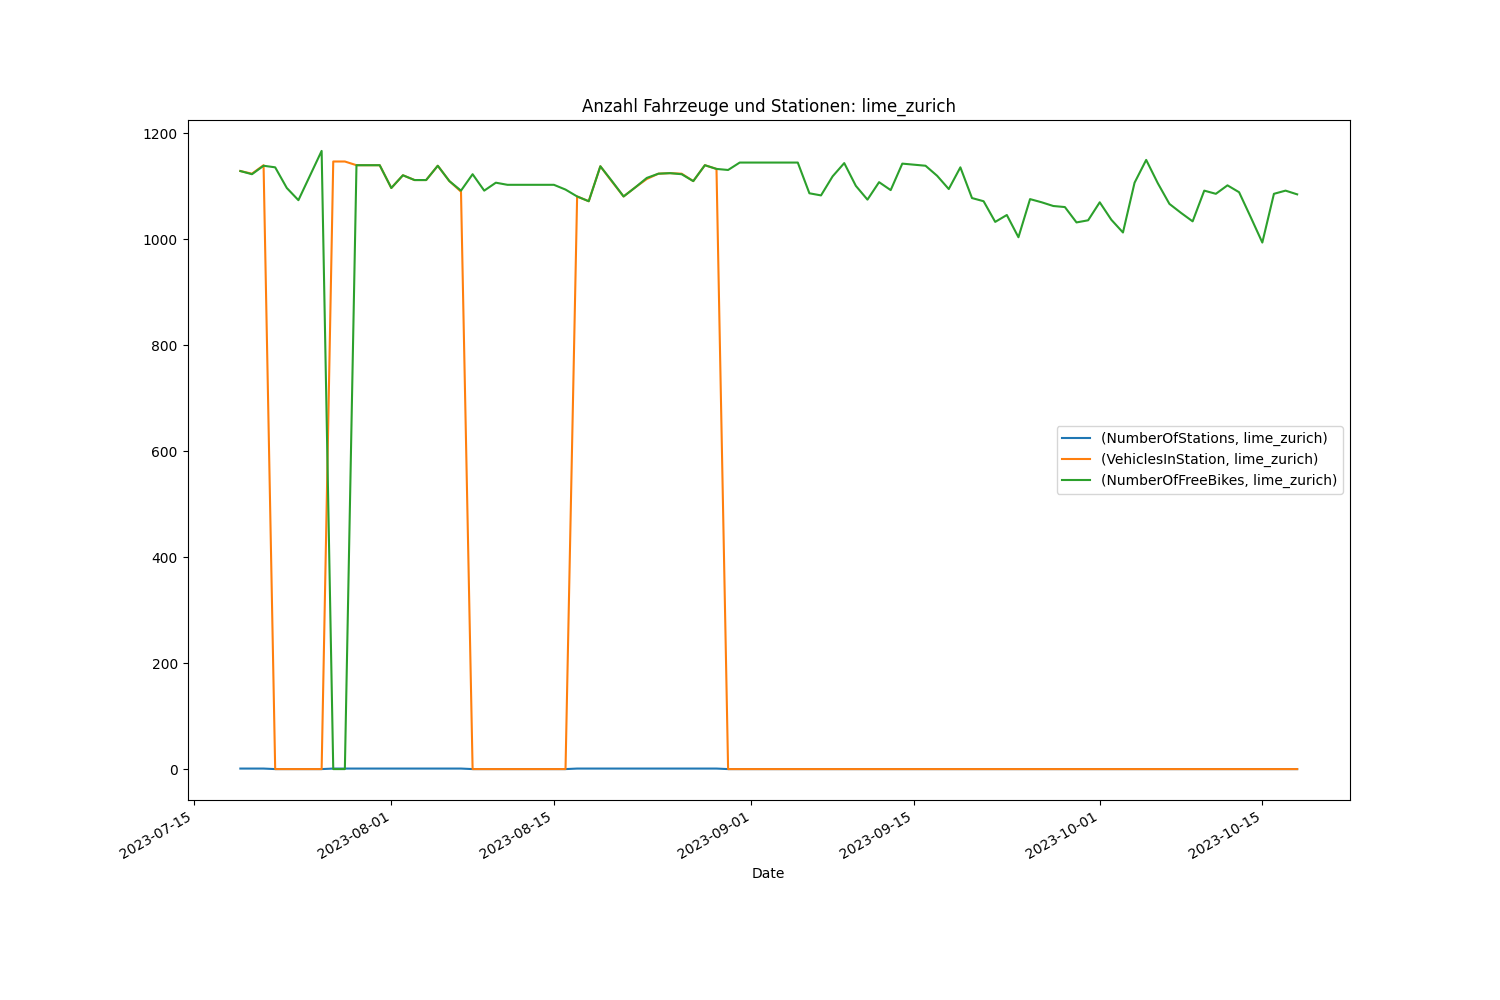 Anzahl Fahrzeuge und Stationen: lime_zurich
1200
1000
800
600
400
200
0
(NumberOfStations, lime_zurich)
(VehiclesInStation, lime_zurich)
(NumberOfFreeBikes, lime_zurich)
2023-07-15
2023-08-01
2023-08-15
2023-09-01
2023-09-15
2023-10-01
2023-10-15
Date